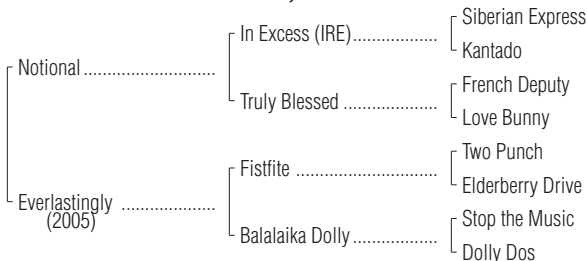 Siberian Express
In Excess (IRE)..................
Kantado
Notional............................
French Deputy
Truly Blessed ....................
Love Bunny
Two Punch
Fistfite ..............................
Elderberry Drive
Everlastingly ....................
(2005)
Stop the Music
Balalaika Dolly..................
Dolly Dos